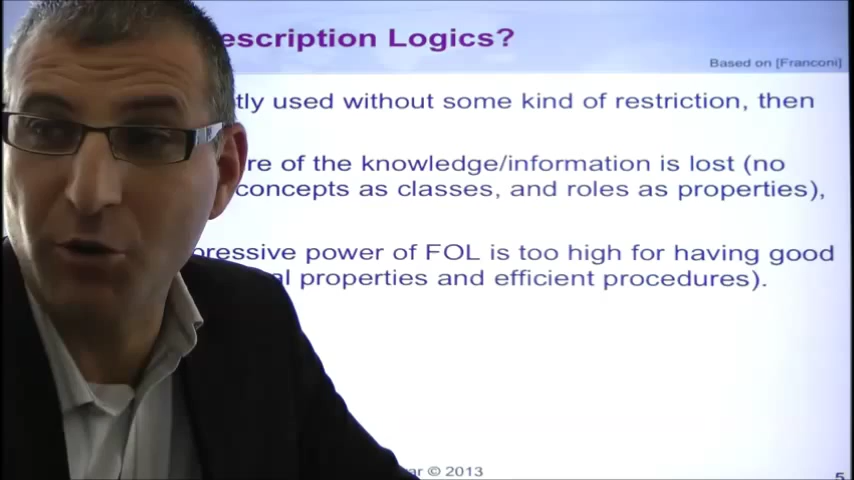 escription Logics?
Based on [Franconi]
tly used without some kind of restriction, then
re of the knowledge/information is lost (no
concepts as classes, and roles as properties),
pressive power of FOL is too high for having good
al properties and efficient procedures).
ar © 2013
5